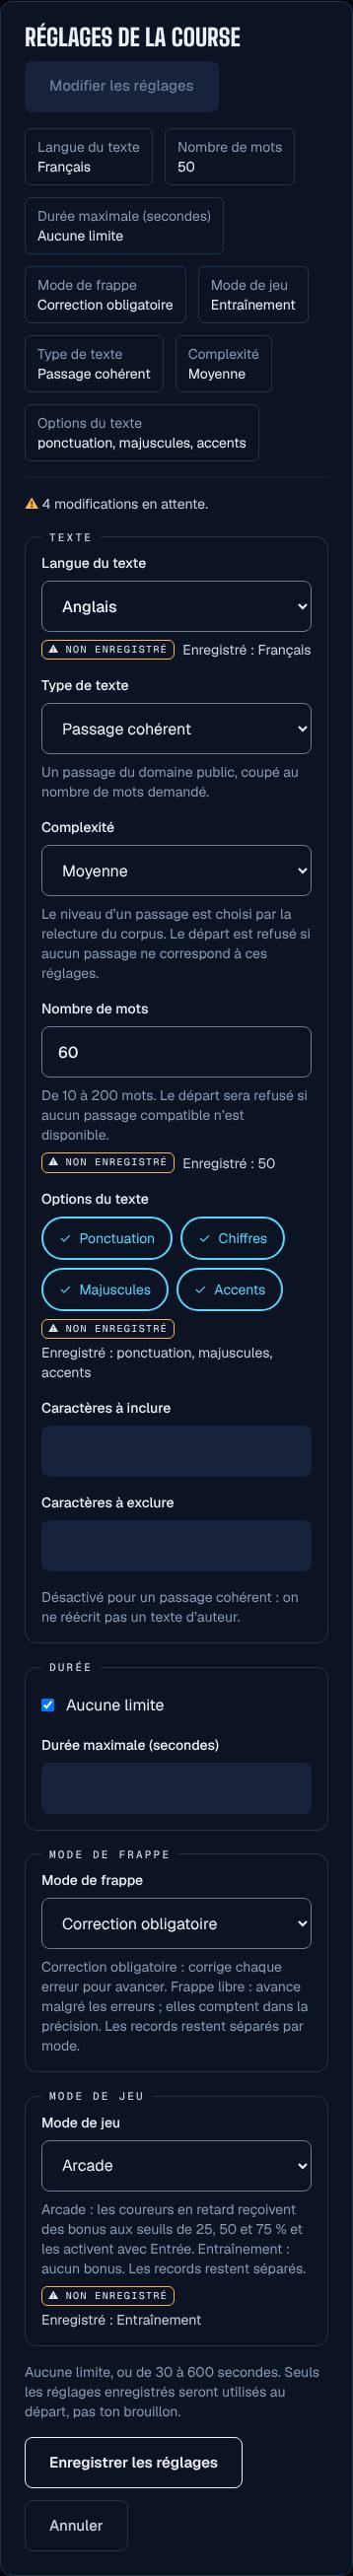 RÉGLAGES DE LA COURSE
Modifier les réglages
Langue du texte
Français
Nombre de mots
50
Durée maximale (secondes)
Aucune limite
Mode de frappe
Correction obligatoire
Mode de jeu
Entraînement
Type de texte
Passage cohérent
Complexité
Moyenne
Options du texte
ponctuation, majuscules, accents
⚠ 4 modifications en attente.
TEXTE
Langue du texte
Anglais
⚠ NON ENREGISTRÉ Enregistré : Français
Type de texte
Passage cohérent
Un passage du domaine public, coupé au
nombre de mots demandé.
Complexité
Moyenne
Le niveau d’un passage est choisi par la
relecture du corpus. Le départ est refusé si
aucun passage ne correspond à ces
réglages.
Nombre de mots
60
De 10 à 200 mots. Le départ sera refusé si
aucun passage compatible n’est
disponible.
⚠ NON ENREGISTRÉ Enregistré : 50
Options du texte
✓ Ponctuation ✓ Chiffres
✓ Majuscules ✓ Accents
⚠ NON ENREGISTRÉ
Enregistré : ponctuation, majuscules,
accents
Caractères à inclure
Caractères à exclure
Désactivé pour un passage cohérent : on
ne réécrit pas un texte d’auteur.
DURÉE
Aucune limite
Durée maximale (secondes)
MODE DE FRAPPE
Mode de frappe
Correction obligatoire
Correction obligatoire : corrige chaque
erreur pour avancer. Frappe libre : avance
malgré les erreurs ; elles comptent dans la
précision. Les records restent séparés par
mode.
MODE DE JEU
Mode de jeu
Arcade
Arcade : les coureurs en retard reçoivent
des bonus aux seuils de 25, 50 et 75 % et
les activent avec Entrée. Entraînement :
aucun bonus. Les records restent séparés.
⚠ NON ENREGISTRÉ
Enregistré : Entraînement
Aucune limite, ou de 30 à 600 secondes. Seuls
les réglages enregistrés seront utilisés au
départ, pas ton brouillon.
Enregistrer les réglages
Annuler